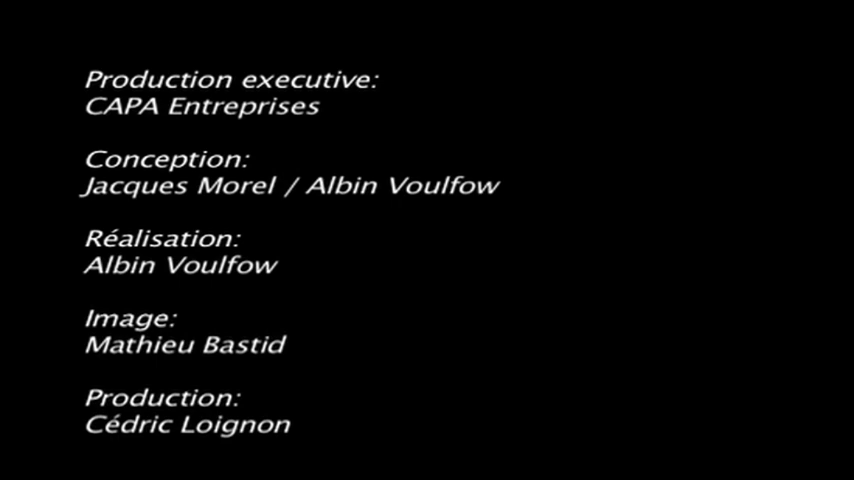 Production executive:
CAPA Entreprises
Conception:
Jacques Morel / Albin Voulfow
Réalisation:
Albin Voulfow
Image:
Mathieu Bastid
Production:
Cédric Loignon